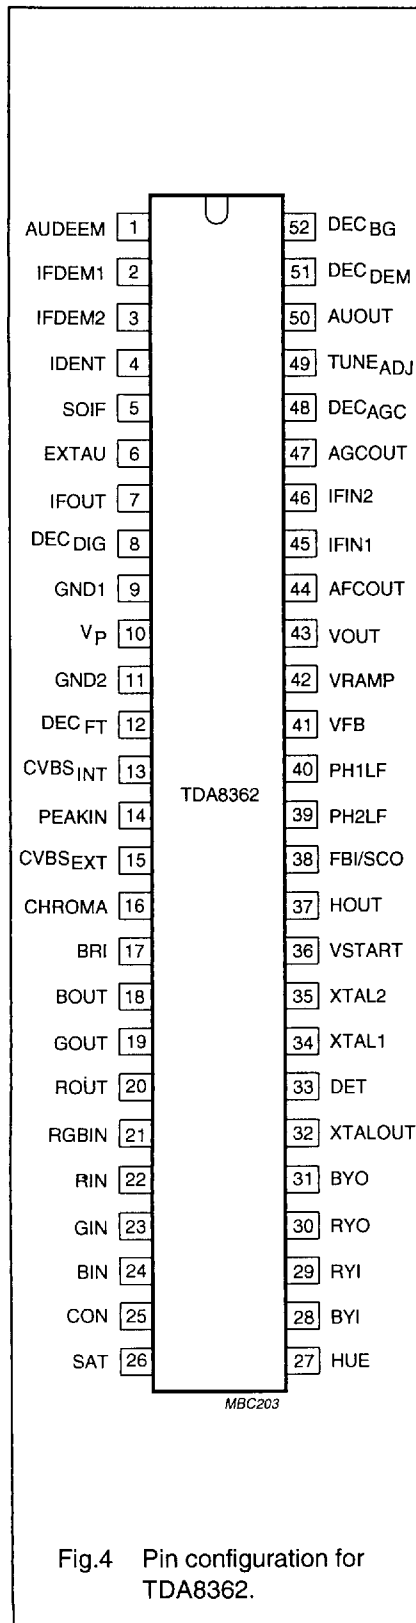 AUDEEM 1 52 DECBG
IFDEM1 2 51 DECDEM
IFDEM2 3 50 AUOUT
IDENT 4 49 TUNEADJ
SOIF 5 48 DECAGC
EXTAU 6 47 AGCOUT
IFOUT 7 46 IFIN2
DECDIG 8 45 IFIN1
GND1 9 44 AFCOUT
VP 10 43 VOUT
GND2 11 42 VRAMP
DECFT 12 41 VFB
CVBSINT 13 40 PH1LF
TDA8362
PEAKIN 14 39 PH2LF
CVBSEXT 15 38 FBI/SCO
CHROMA 16 37 HOUT
BRI 17 36 VSTART
BOUT 18 35 XTAL2
GOUT 19 34 XTAL1
ROUT 20 33 DET
RGBIN 21 32 XTALOUT
RIN 22 31 BYO
GIN 23 30 RYO
BIN 24 29 RYI
CON 25 28 BYI
SAT 26 27 HUE
MBC203
Fig.4 Pin configuration for
TDA8362.